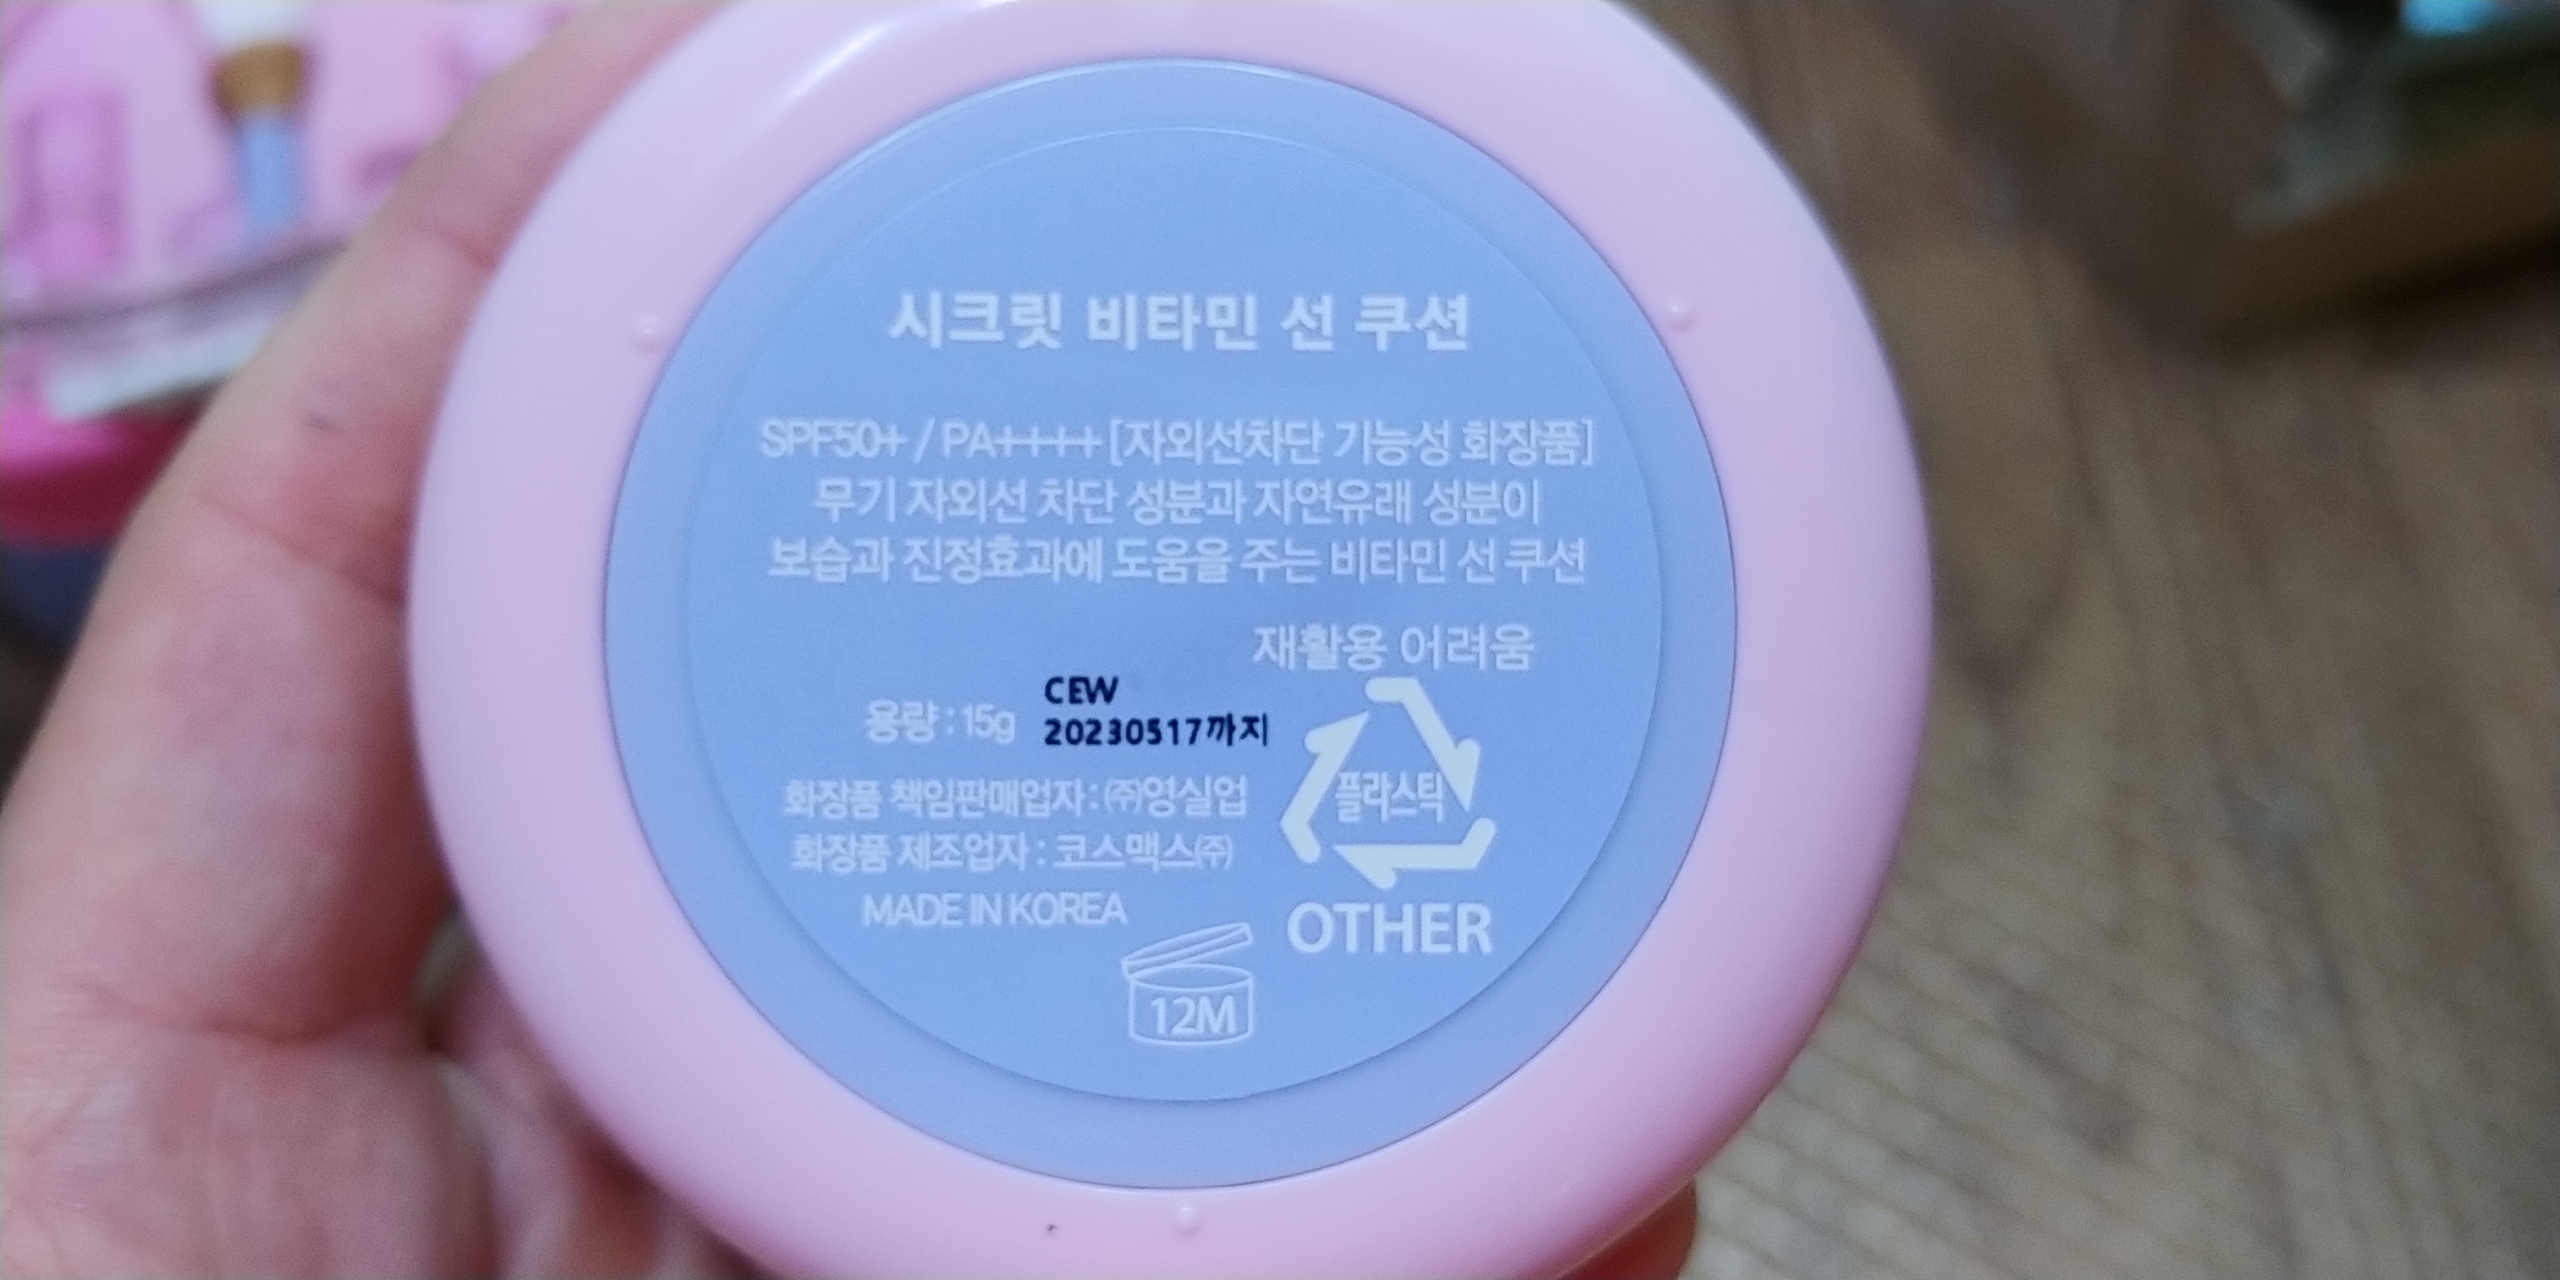 시크릿 비타민 선 쿠션
SPF50+ / PA++++ [자외선차단 기능성 화장품]
무기 자외선 차단 성분과 자연유래 성분이
보습과 진정효과에 도움을 주는 비타민 선 쿠션
재활용 어려움
용량 : 15g
CEW
20230517까지
플라스틱
OTHER
화장품 책임판매업자 : ㈜영실업
화장품 제조업자 : 코스맥스㈜
MADE IN KOREA
12M